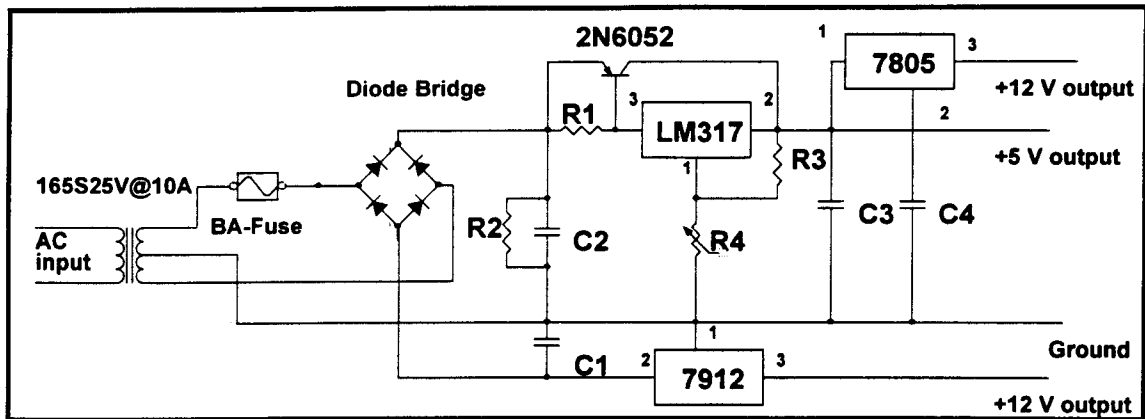 2N6052
1
3
7805
+12 V output
Diode Bridge
R1
3
LM317
2
2
+5 V output
165S25V@10A
1
R3
BA-Fuse
R2
C2
R4
C3
C4
AC
input
1
Ground
C1
2
7912
3
+12 V output